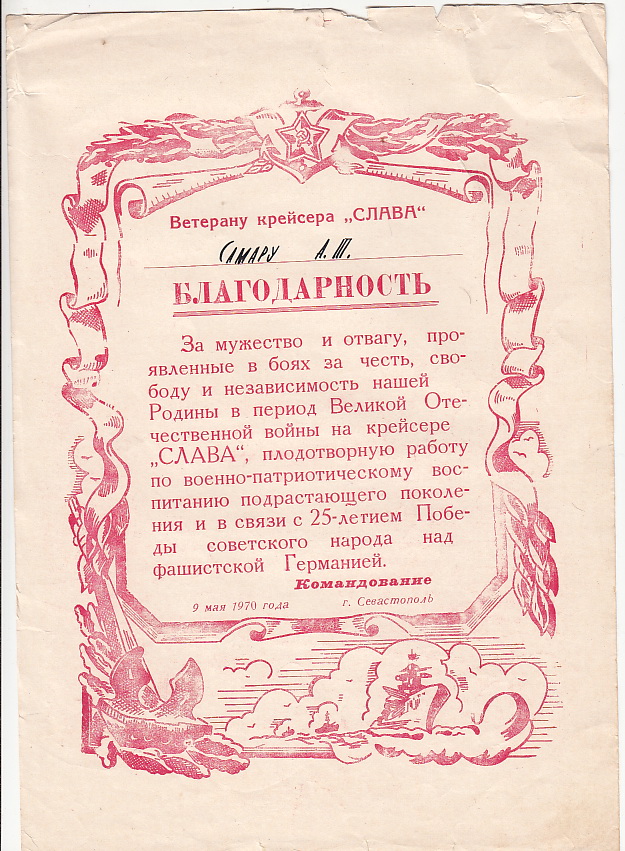 Ветерану крейсера „СЛАВА“
Самару А. Т.
БЛАГОДАРНОСТЬ
За мужество и отвагу, про-
явленные в боях за честь, сво-
боду и независимость нашей
Родины в период Великой Оте-
чественной войны на крейсере
„СЛАВА“, плодотворную работу
по военно-патриотическому вос-
питанию подрастающего поколе-
ния и в связи с 25-летием Побе-
ды советского народа над
фашистской Германией.
Командование
9 мая 1970 года г. Севастополь